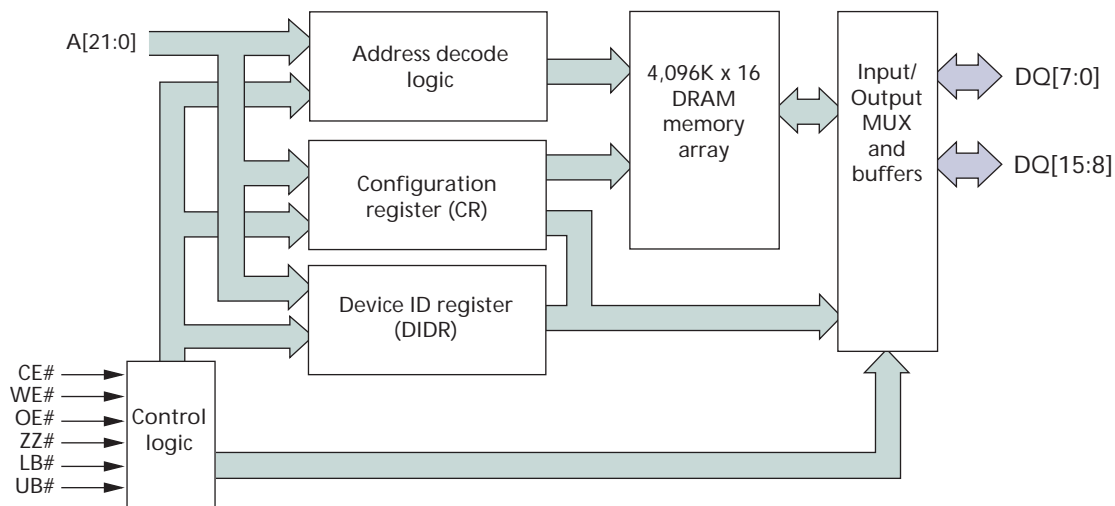 A[21:0]
Address decode
logic
4,096K x 16
DRAM
memory
array
Input/
Output
MUX
and
buffers
DQ[7:0]
DQ[15:8]
Configuration
register (CR)
Device ID register
(DIDR)
CE#
WE#
OE#
ZZ#
LB#
UB#
Control
logic